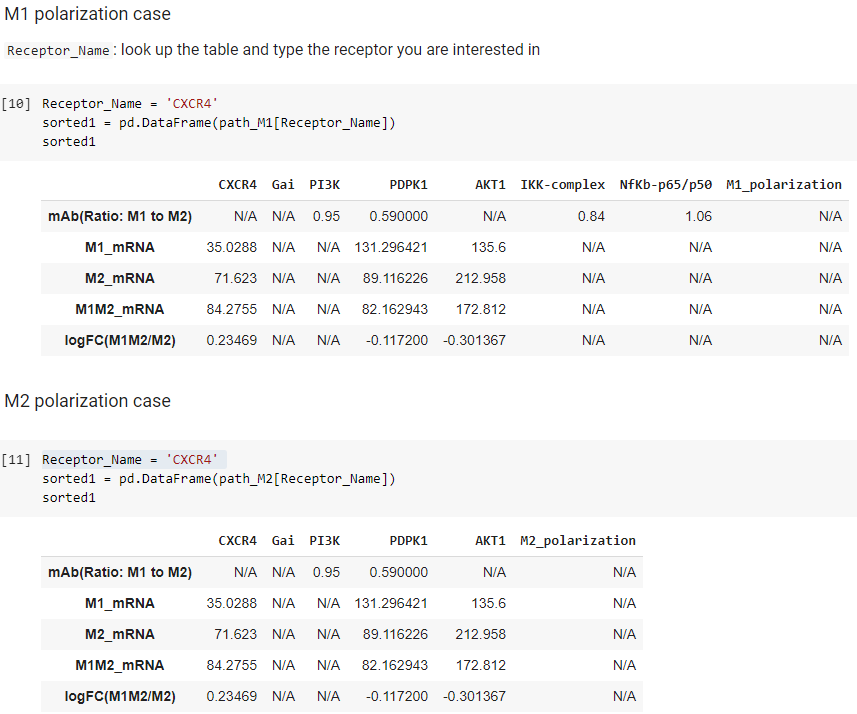 M1 polarization case
Receptor_Name : look up the table and type the receptor you are interested in
[10] Receptor_Name = 'CXCR4'
sorted1 = pd.DataFrame(path_M1[Receptor_Name])
sorted1
CXCR4 Gai PI3K PDPK1 AKT1 IKK-complex NfKb-p65/p50 M1_polarization
mAb(Ratio: M1 to M2) N/A N/A 0.95 0.590000 N/A 0.84 1.06 N/A
M1_mRNA 35.0288 N/A N/A 131.296421 135.6 N/A N/A N/A
M2_mRNA 71.623 N/A N/A 89.116226 212.958 N/A N/A N/A
M1M2_mRNA 84.2755 N/A N/A 82.162943 172.812 N/A N/A N/A
logFC(M1M2/M2) 0.23469 N/A N/A -0.117200 -0.301367 N/A N/A N/A
M2 polarization case
[11] Receptor_Name = 'CXCR4'
sorted1 = pd.DataFrame(path_M2[Receptor_Name])
sorted1
CXCR4 Gai PI3K PDPK1 AKT1 M2_polarization
mAb(Ratio: M1 to M2) N/A N/A 0.95 0.590000 N/A N/A
M1_mRNA 35.0288 N/A N/A 131.296421 135.6 N/A
M2_mRNA 71.623 N/A N/A 89.116226 212.958 N/A
M1M2_mRNA 84.2755 N/A N/A 82.162943 172.812 N/A
logFC(M1M2/M2) 0.23469 N/A N/A -0.117200 -0.301367 N/A